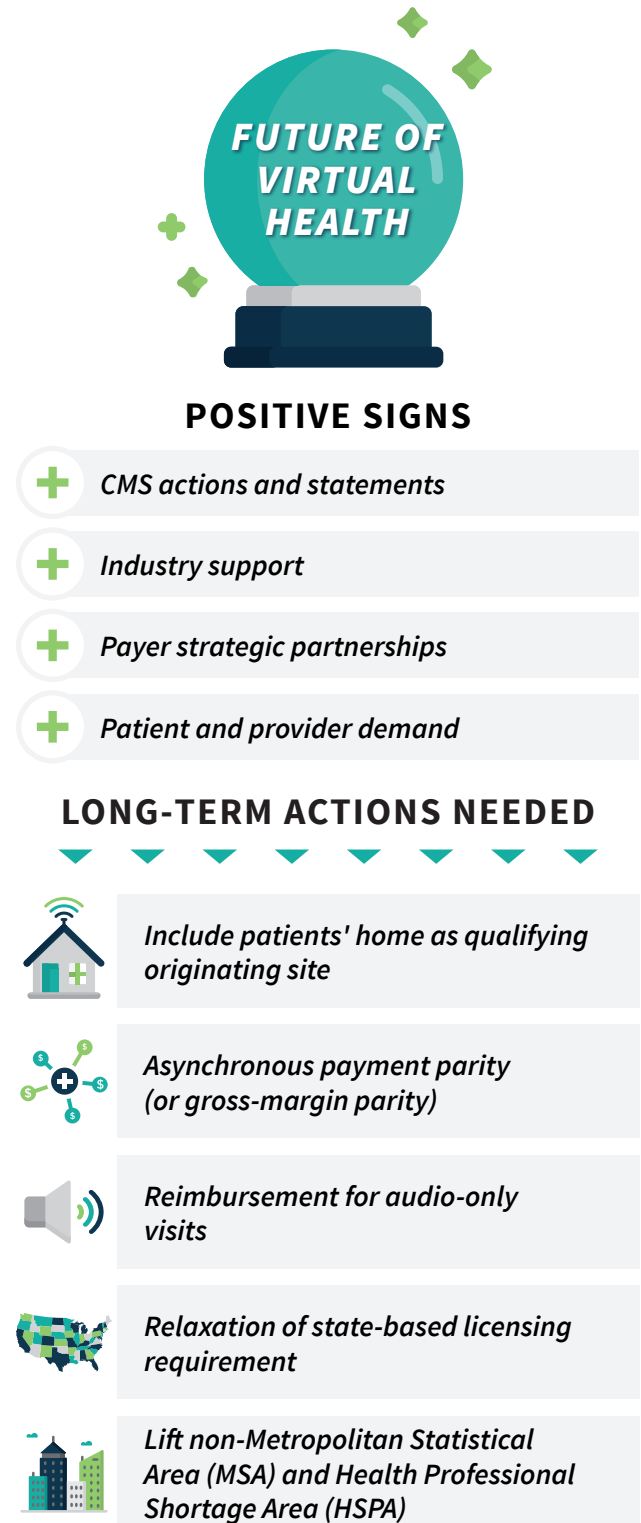 FUTURE OF
VIRTUAL
HEALTH
POSITIVE SIGNS
CMS actions and statements
Industry support
Payer strategic partnerships
Patient and provider demand
LONG-TERM ACTIONS NEEDED
Include patients' home as qualifying
originating site
$
$
$
$
$
Asynchronous payment parity
(or gross-margin parity)
Reimbursement for audio-only
visits
Relaxation of state-based licensing
requirement
Lift non-Metropolitan Statistical
Area (MSA) and Health Professional
Shortage Area (HSPA)